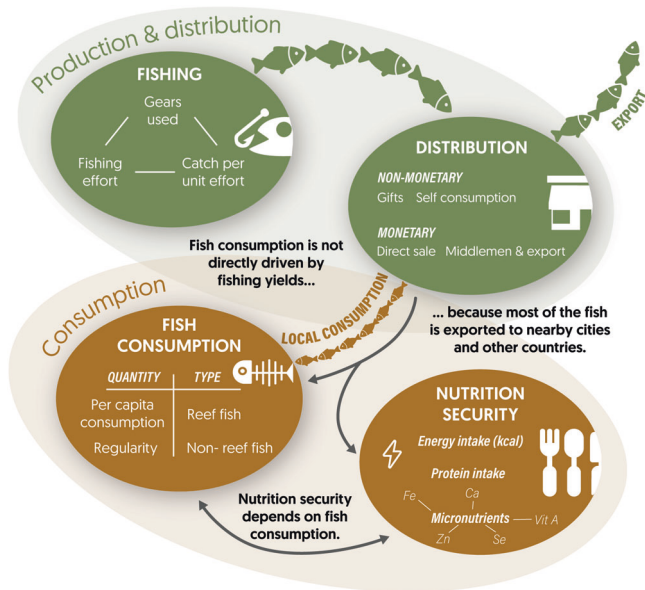 Production & distribution
FISHING
Gears
used
Fishing
effort
Catch per
unit effort
EXPORT
DISTRIBUTION
NON-MONETARY
Gifts Self consumption
MONETARY
Direct sale Middlemen & export
Fish consumption is not
directly driven by
fishing yields...
... because most of the fish
is exported to nearby cities
and other countries.
Consumption
LOCAL CONSUMPTION
FISH
CONSUMPTION
QUANTITY TYPE
Per capita
consumption
Reef fish
Regularity Non- reef fish
NUTRITION
SECURITY
Energy intake (kcal)
Protein intake
Fe Ca
Micronutrients Vit A
Zn Se
Nutrition security
depends on fish
consumption.